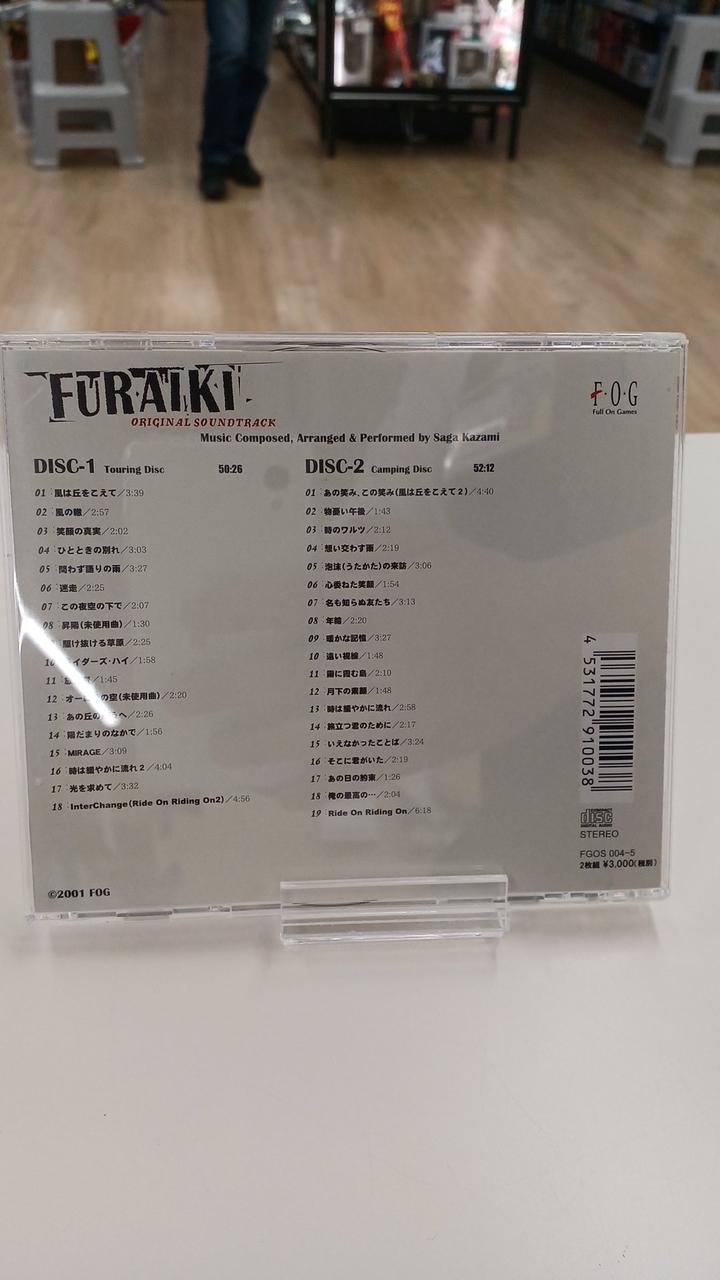 FURAIKI
ORIGINAL SOUNDTRACK
F·O·G
Full On Games
Music Composed, Arranged & Performed by Saga Kazami
DISC-1 Touring Disc 50:26
01 風は丘をこえて/3:39
02 風の轍/2:57
03 笑顔の真実/2:02
04 ひとときの別れ/3:03
05 問わず語りの雨/3:27
06 迷走/2:25
07 この夜空の下で/2:07
08 昇陽(未使用曲)/1:30
駆け抜ける草原/2:25
10 イダーズ・ハイ/1:58
11 /1:45
12 オー の空(未使用曲)/2:20
13 あの丘の へ/2:26
14 陽だまりのなかで/1:56
15 MIRAGE/3:09
16 時は緩やかに流れ2/4:04
17 光を求めて/3:32
18 InterChange(Ride On Riding On2)/4:56
DISC-2 Camping Disc 52:12
01 あの笑み、この笑み(風は丘をこえて2)/4:40
02 物憂い午後/1:43
03 時のワルツ/2:12
04 想い交わす雨/2:19
05 泡沫(うたかた)の来訪/3:06
06 心委ねた笑顔/1:54
07 名も知らぬ友たち/3:13
08 年輪/2:20
09 暖かな記憶/3:27
10 遠い視線/1:48
11 霧に霞む島/2:10
12 月下の素顔/1:48
13 時は緩やかに流れ/2:58
14 旅立つ君のために/2:17
15 いえなかったことば/3:24
16 そこに君がいた/2:19
17 あの日の約束/1:26
18 俺の最高の…/2:04
19 Ride On Riding On/6:18
4 531772 910038
COMPACT
disc
DIGITAL AUDIO
STEREO
FGOS 004-5
2枚組 ¥3,000(税別)
©2001 FOG